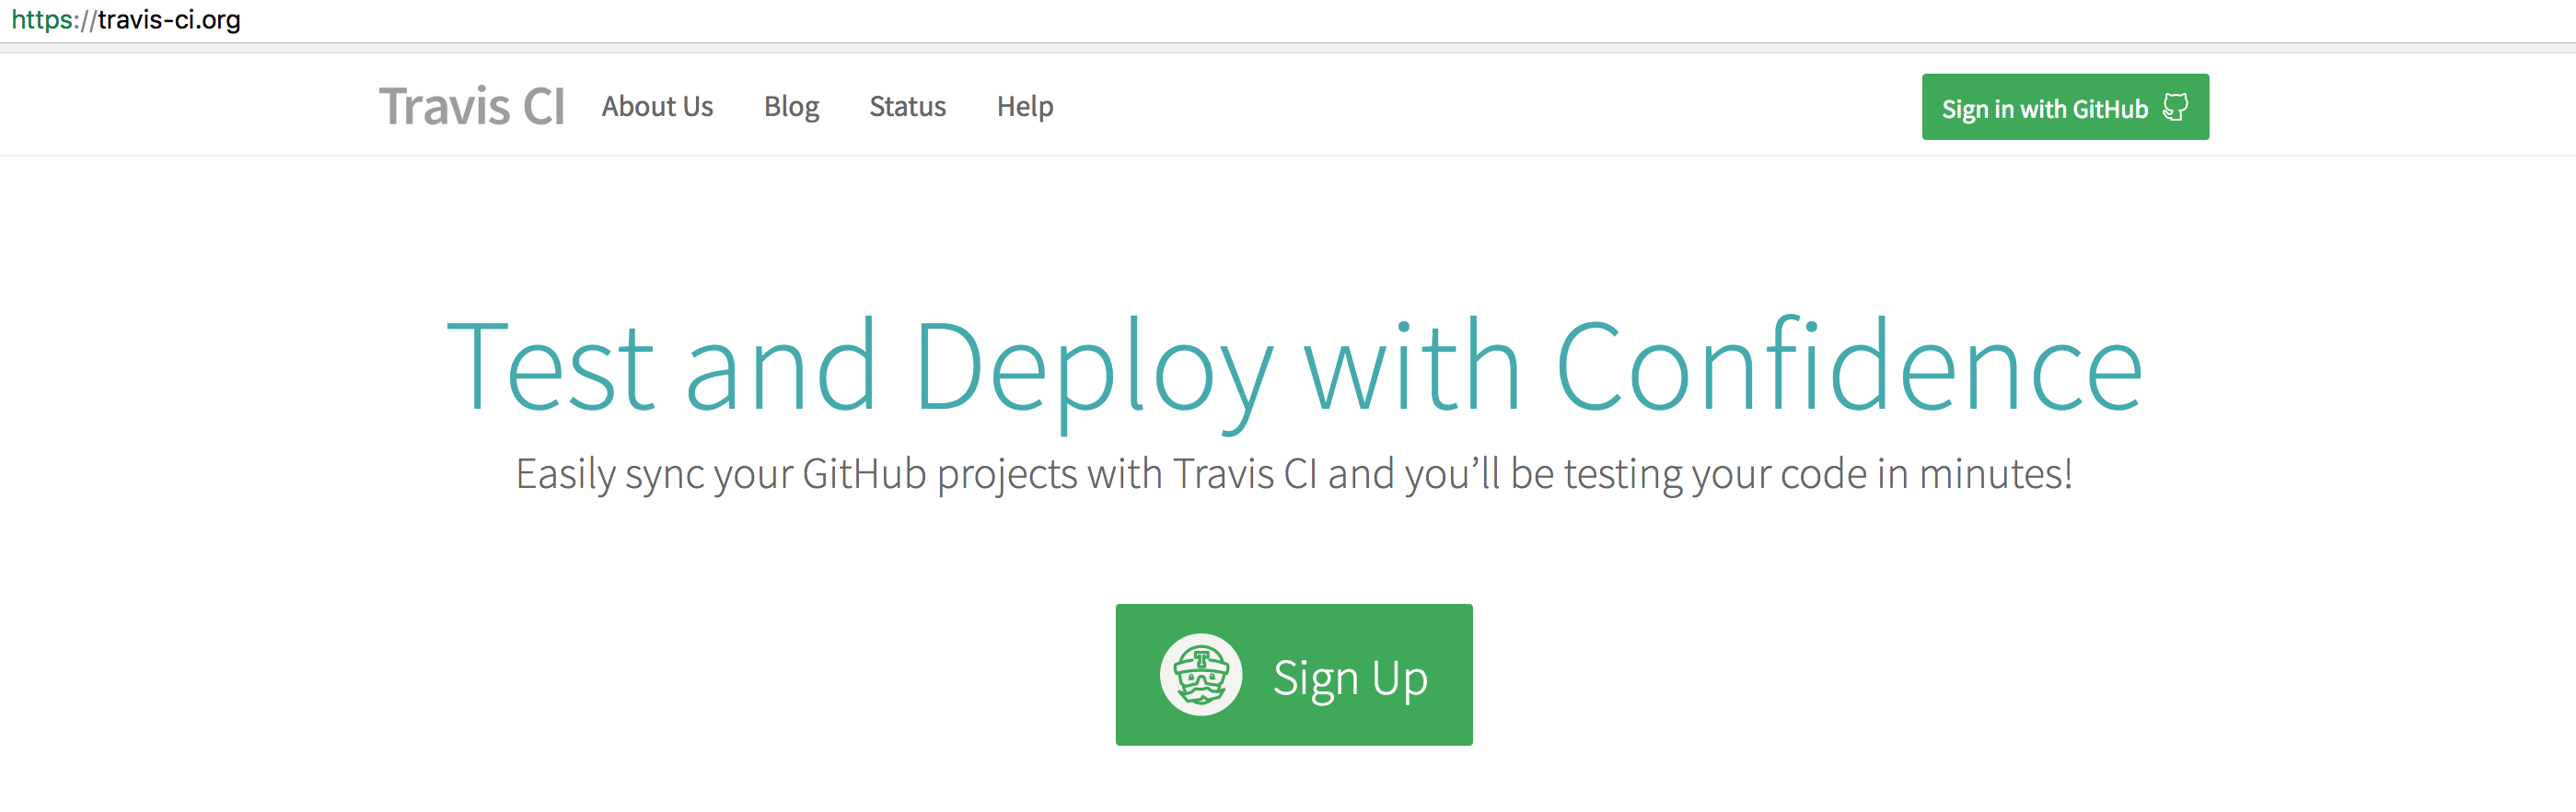 https://travis-ci.org
Travis CI About Us Blog Status Help Sign in with GitHub
Test and Deploy with Confidence
Easily sync your GitHub projects with Travis CI and you’ll be testing your code in minutes!
T Sign Up